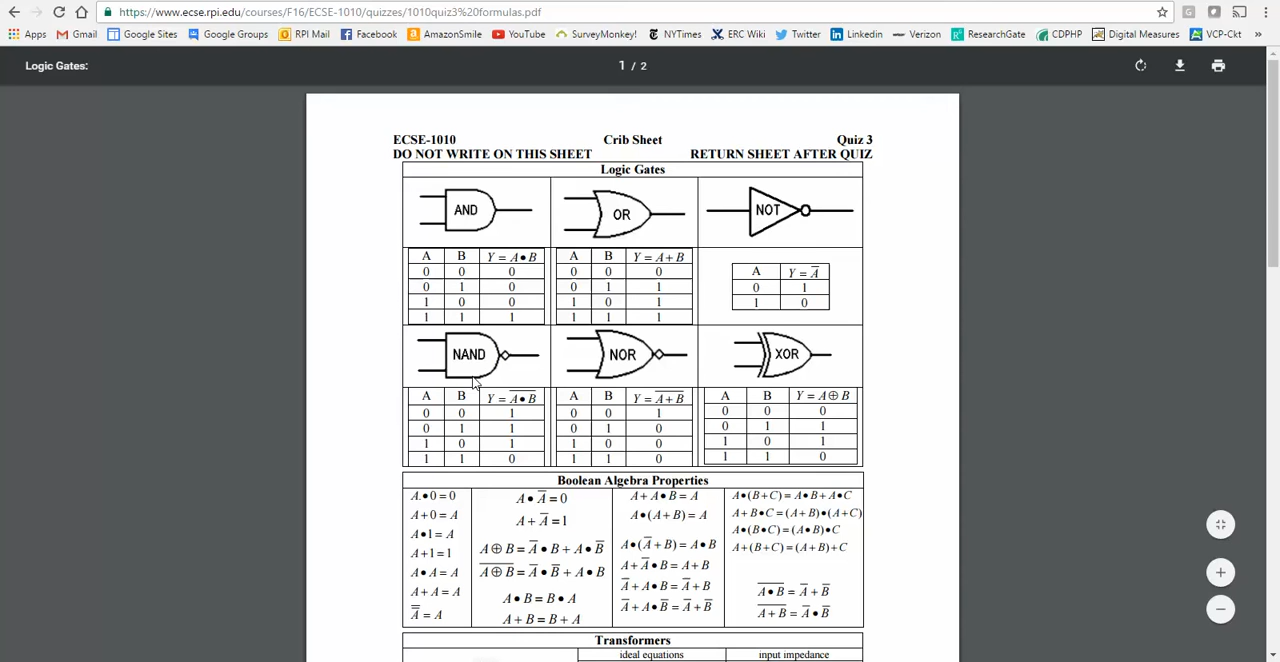 https://www.ecse.rpi.edu/courses/F16/ECSE-1010/quizzes/1010quiz3%20formulas.pdf
Apps Gmail Google Sites Google Groups RPI Mail Facebook AmazonSmile YouTube SurveyMonkey! NYTimes ERC Wiki Twitter Linkedin Verizon ResearchGate CDPHP Digital Measures VCP-Ckt »
Logic Gates: 1 / 2
ECSE-1010 Crib Sheet Quiz 3
DO NOT WRITE ON THIS SHEET RETURN SHEET AFTER QUIZ
Logic Gates
AND OR NOT
A B Y = A•B
0 0 0
0 1 0
1 0 0
1 1 1
A B Y = A+B
0 0 0
0 1 1
1 0 1
1 1 1
A Y = A̅
0 1
1 0
NAND NOR XOR
A B Y = A̅•̅B̅
0 0 1
0 1 1
1 0 1
1 1 0
A B Y = A̅+̅B̅
0 0 1
0 1 0
1 0 0
1 1 0
A B Y = A⊕B
0 0 0
0 1 1
1 0 1
1 1 0
Boolean Algebra Properties
A•0=0
A+0=A
A•1=A
A+1=1
A•A=A
A+A=A
A̿=A
A•A̅=0
A+A̅=1
A⊕B=A̅•B+A•B̅
A̅⊕̅B̅=A̅•B̅+A•B
A•B=B•A
A+B=B+A
A+A•B=A
A•(A+B)=A
A•(A̅+B)=A•B
A+A̅•B=A+B
A̅+A•B=A̅+B
A̅+A•B̅=A̅+B̅
A•(B+C)=A•B+A•C
A+B•C=(A+B)•(A+C)
A•(B•C)=(A•B)•C
A+(B+C)=(A+B)+C
A̅•̅B̅=A̅+B̅
A̅+̅B̅=A̅•B̅
Transformers
ideal equations input impedance